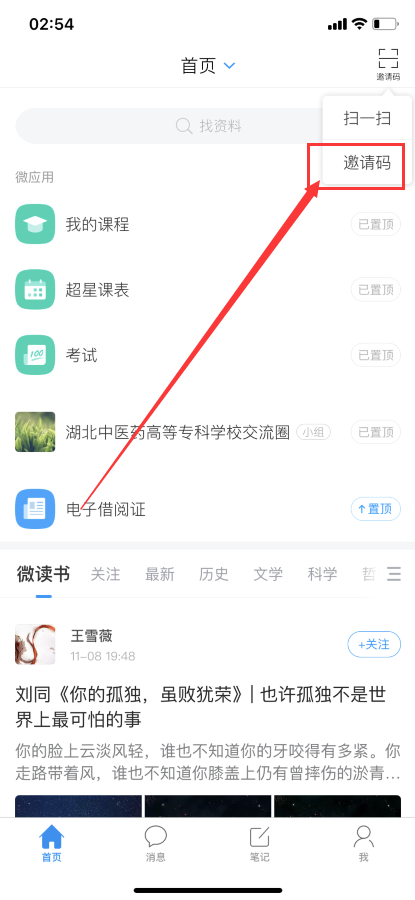 02:54
首页
邀请码
扫一扫
找资料
邀请码
微应用
我的课程 已置顶
超星课表 已置顶
100
考试 已置顶
湖北中医药高等专科学校交流圈 小组 已置顶
电子借阅证 置顶
微读书 关注 最新 历史 文学 科学 哲
王雪薇
11-08 19:48
+关注
刘同《你的孤独，虽败犹荣》| 也许孤独不是世
界上最可怕的事
你的脸上云淡风轻，谁也不知道你的牙咬得有多紧。你
走路带着风，谁也不知道你膝盖上仍有曾摔伤的淤青...
首页 消息 笔记 我